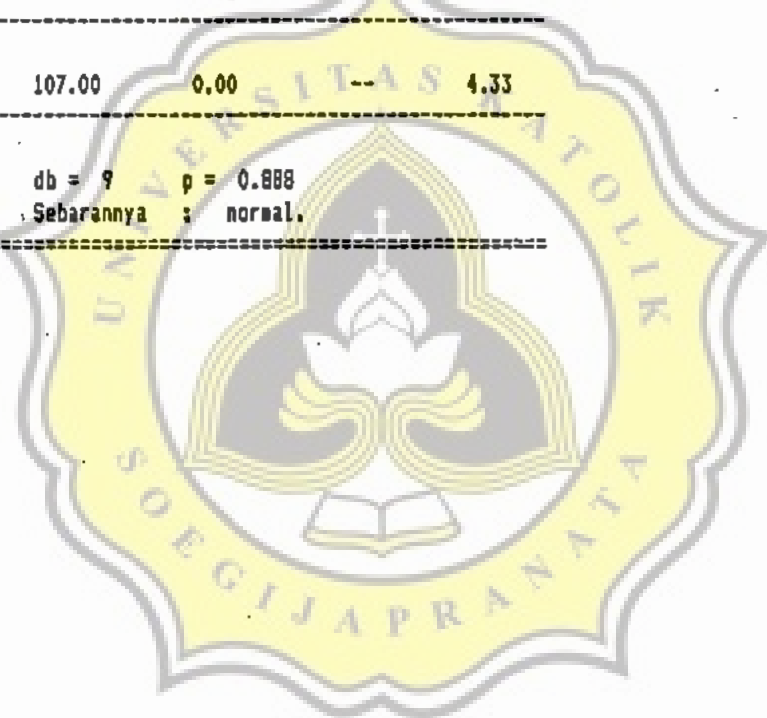 107.00 0.00 -- 4.33
db = 9 p = 0.888
Sebarannya : normal.
UNIVERSITAS KATOLIK
SOEGIJAPRANATA